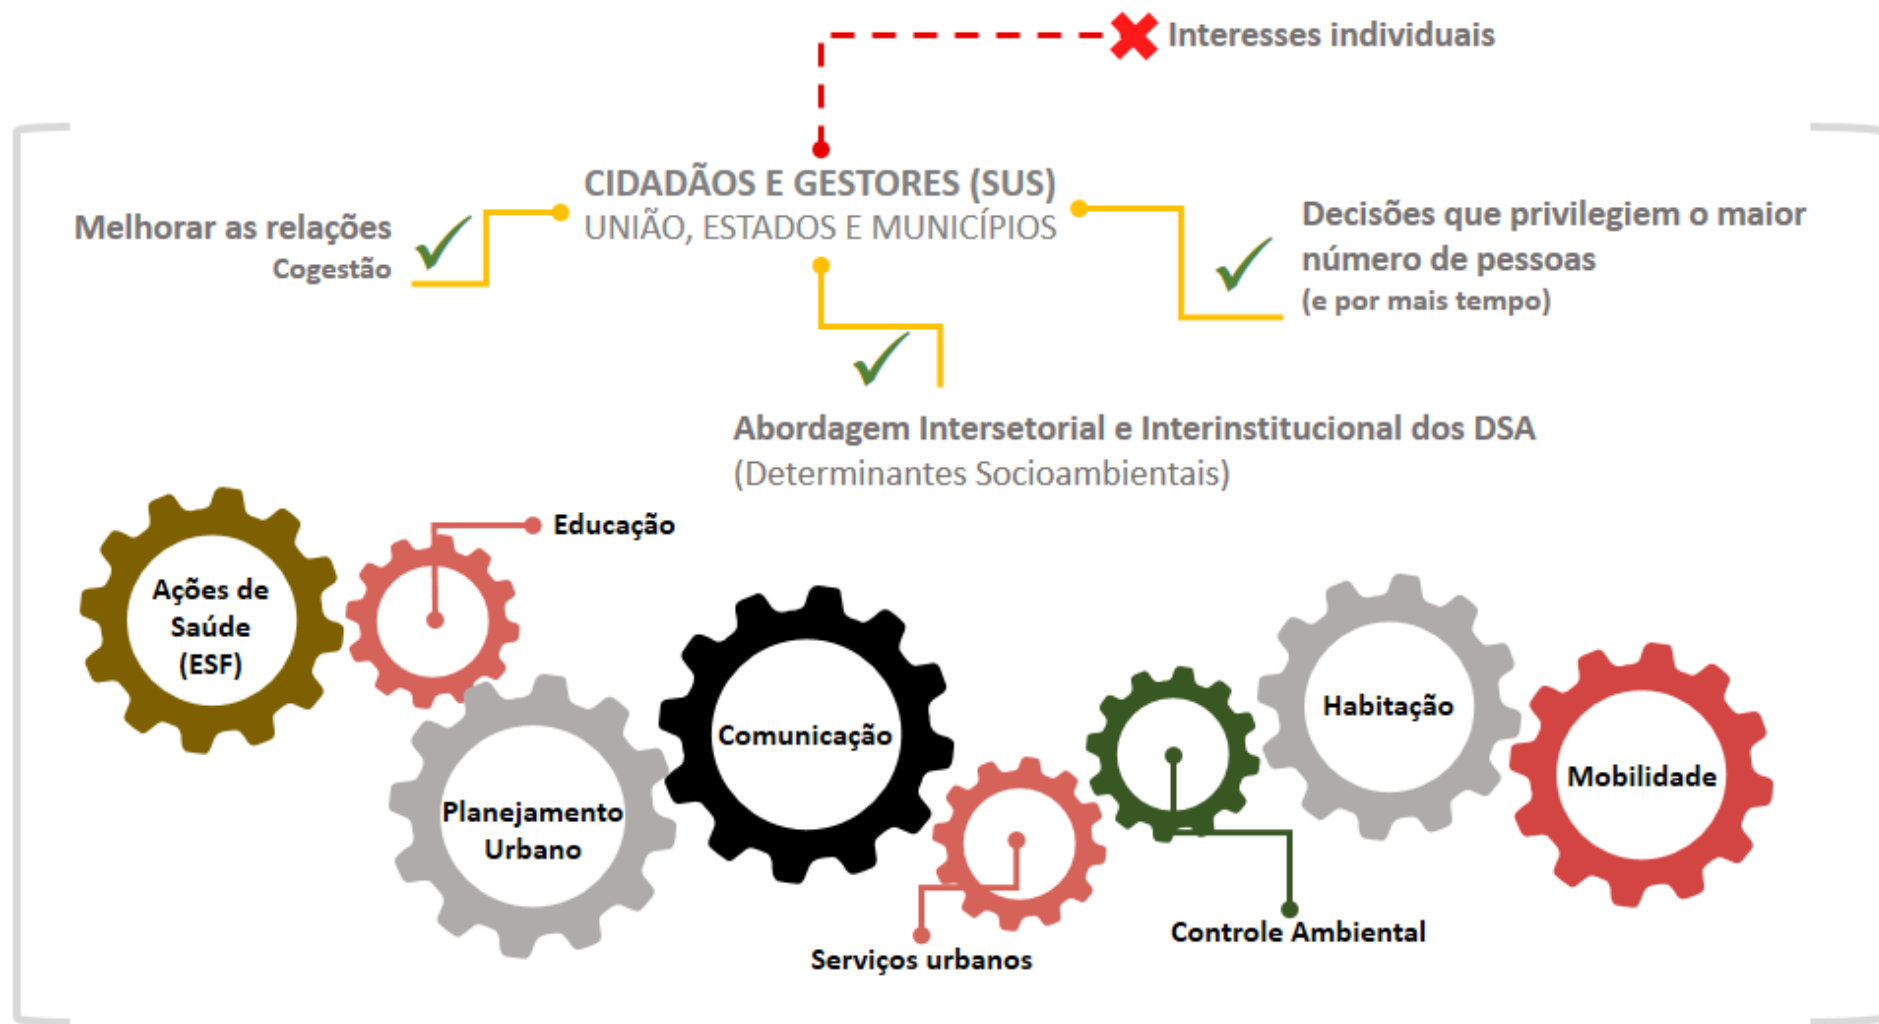 Interesses individuais
CIDADÃOS E GESTORES (SUS)
UNIÃO, ESTADOS E MUNICÍPIOS
Melhorar as relações
Cogestão
Decisões que privilegiem o maior
número de pessoas
(e por mais tempo)
Abordagem Intersetorial e Interinstitucional dos DSA
(Determinantes Socioambientais)
Ações de
Saúde
(ESF)
Educação
Planejamento
Urbano
Comunicação
Serviços urbanos
Controle Ambiental
Habitação
Mobilidade